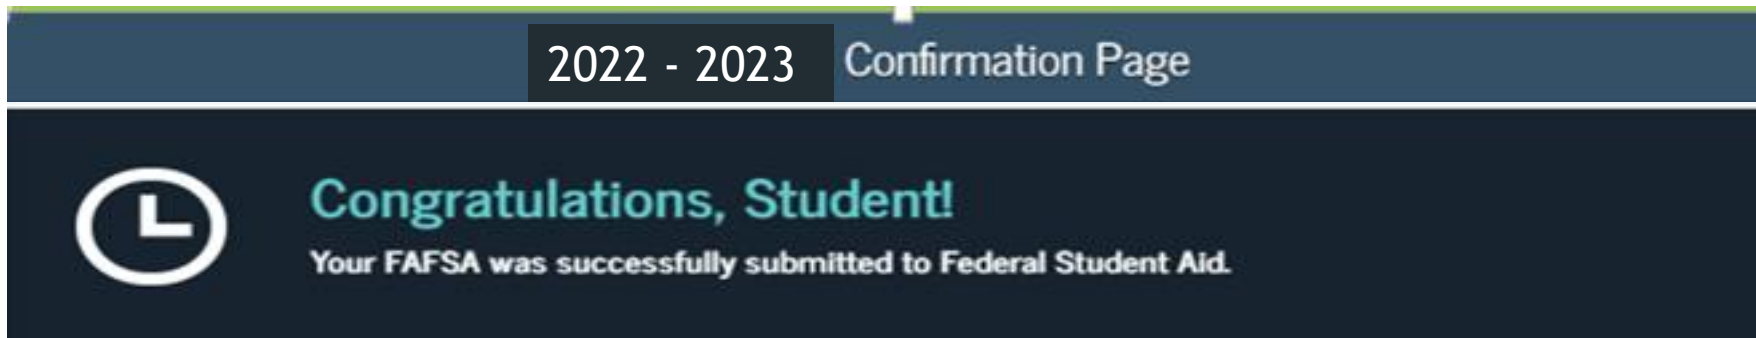 2022 - 2023 Confirmation Page
Congratulations, Student!
Your FAFSA was successfully submitted to Federal Student Aid.